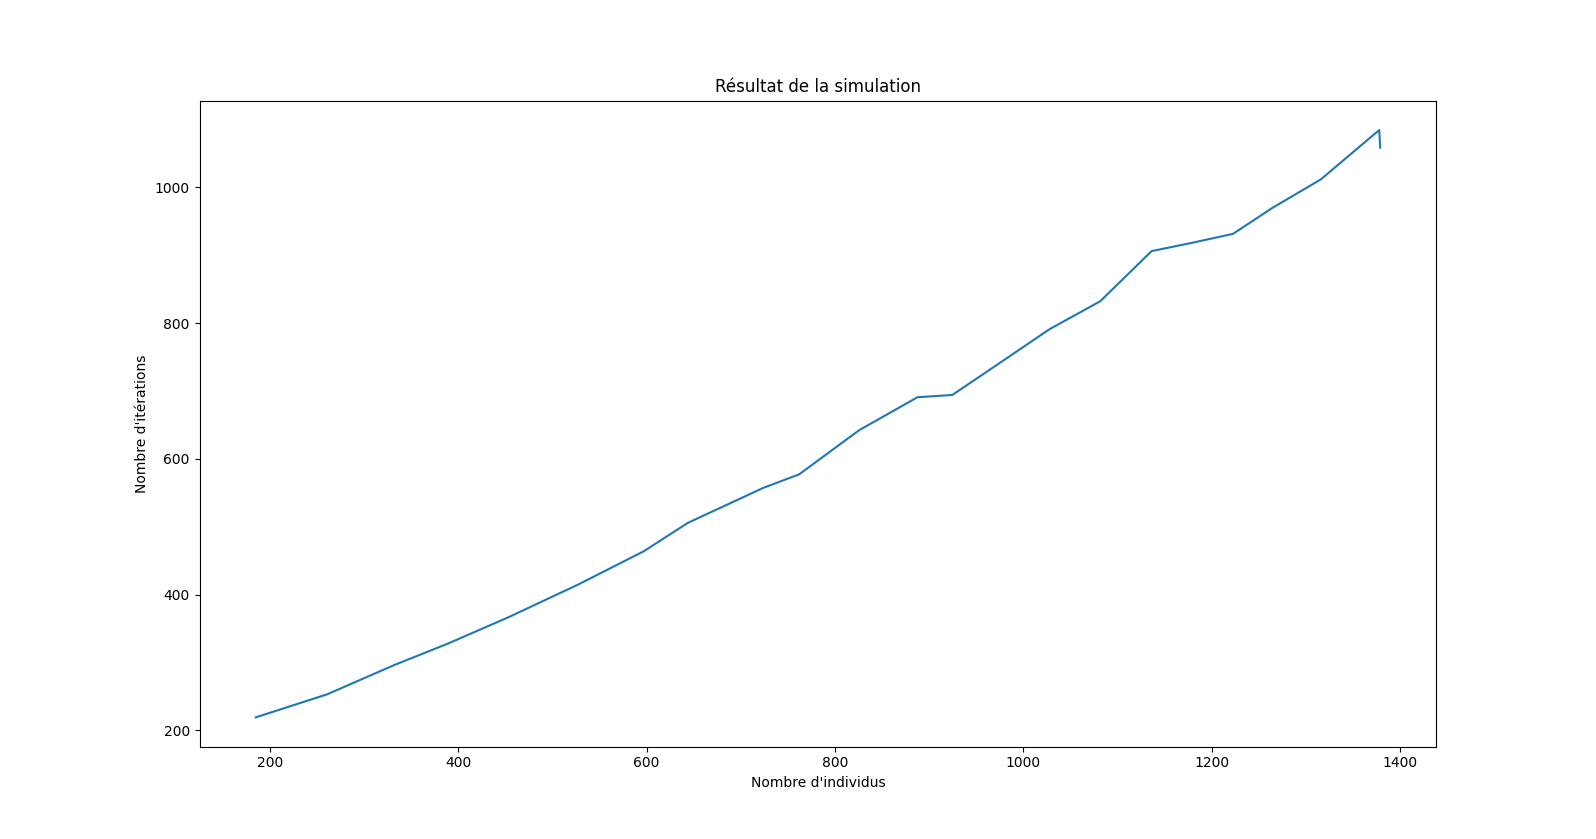 Résultat de la simulation
1000
800
600
400
200
Nombre d'itérations
200 400 600 800 1000 1200 1400
Nombre d'individus